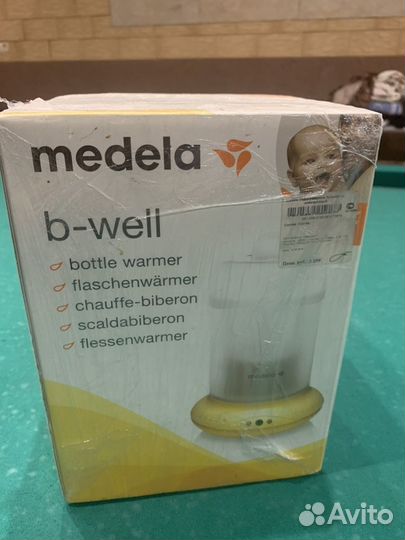 medela
b-well
bottle warmer
flaschenwärmer
chauffe-biberon
scaldabiberon
flessenwarmer
medela
Avito